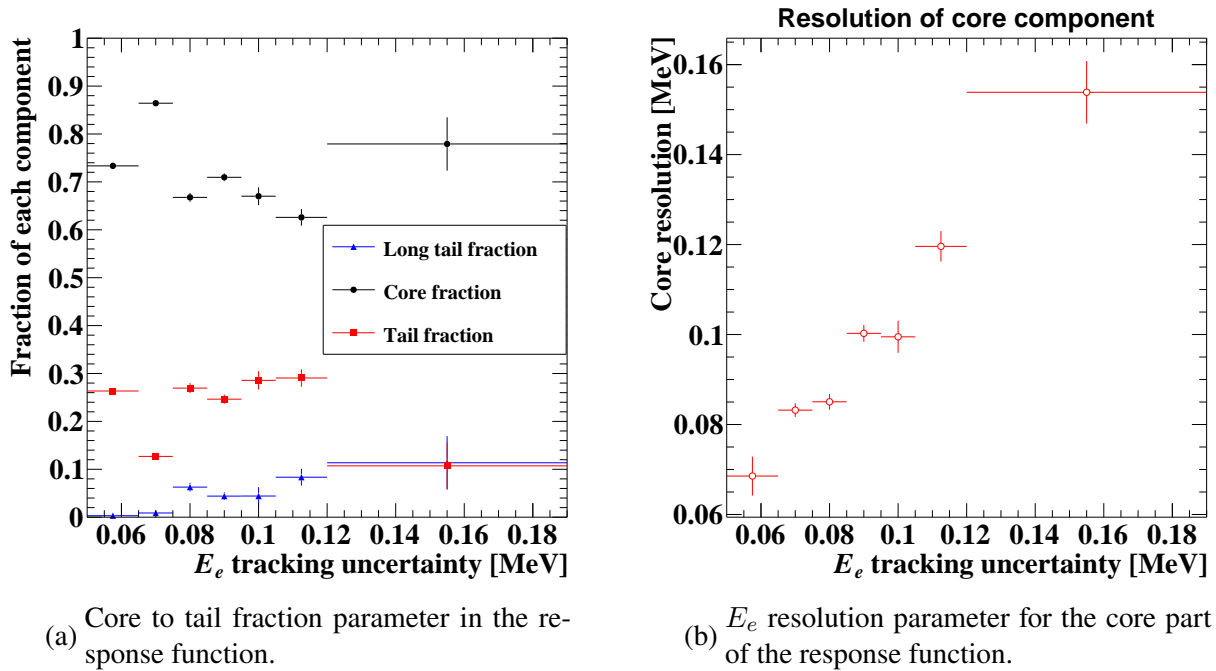 1
0.9
0.8
0.7
0.6
0.5
0.4
0.3
0.2
0.1
0
Fraction of each component
Long tail fraction
Core fraction
Tail fraction
0.06 0.08 0.1 0.12 0.14 0.16 0.18
E_e tracking uncertainty [MeV]
(a) Core to tail fraction parameter in the re-
sponse function.
Resolution of core component
0.16
0.14
0.12
0.1
0.08
0.06
Core resolution [MeV]
0.06 0.08 0.1 0.12 0.14 0.16 0.18
E_e tracking uncertainty [MeV]
(b) E_e resolution parameter for the core part
of the response function.